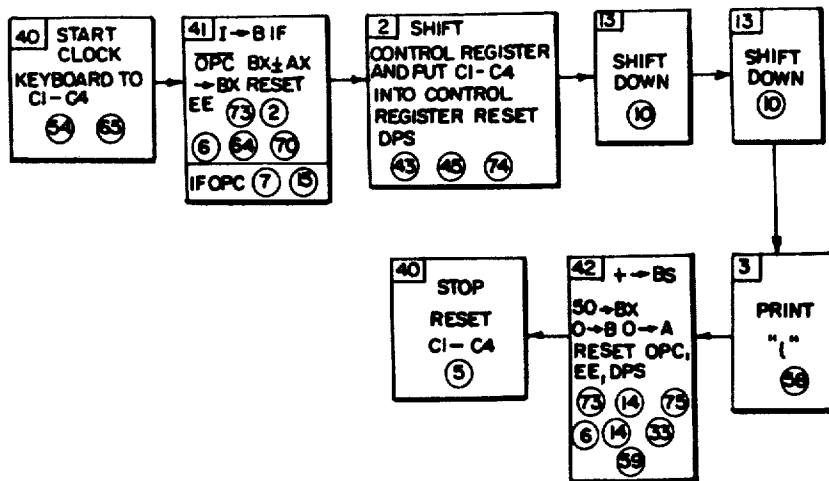 40 START
CLOCK
KEYBOARD TO
C1-C4
54 65
41 I→B IF
O̅P̅C̅ BX±AX
→BX RESET
EE 73 2
6 64 70
IF OPC 7 15
2 SHIFT
CONTROL REGISTER
AND PUT C1-C4
INTO CONTROL
REGISTER RESET
DPS
43 45 74
13
SHIFT
DOWN
10
13
SHIFT
DOWN
10
3
PRINT
"("
58
42 +→BS
50→BX
0→B 0→A
RESET OPC,
EE, DPS
73 14 75
6 14 33
59
40
STOP
RESET
C1-C4
5